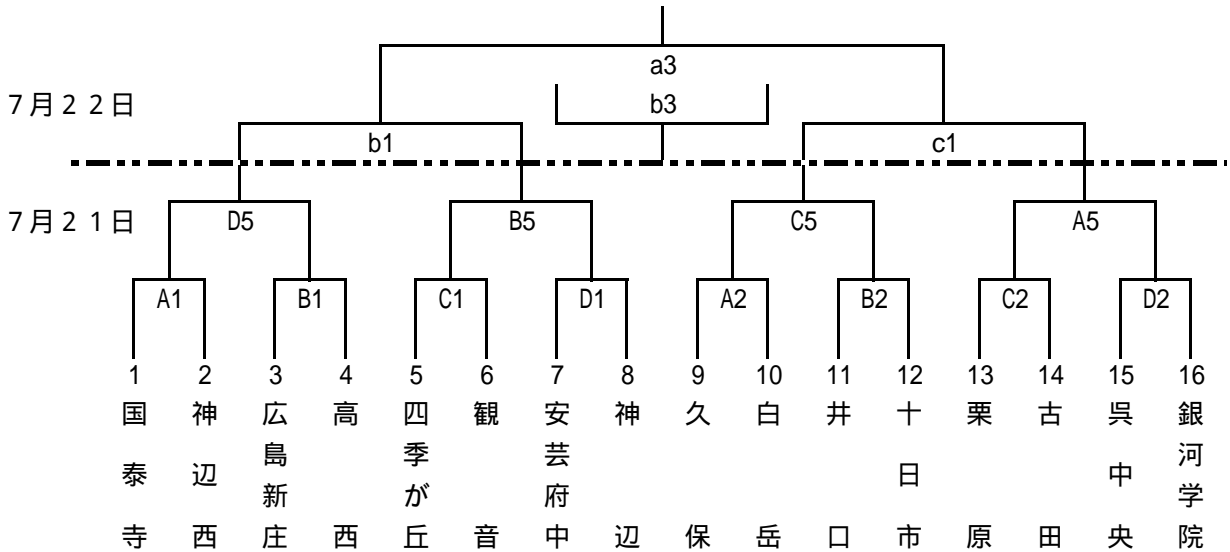 a3
7月22日
b3
b1
c1
7月21日
D5
B5
C5
A5
A1
B1
C1
D1
A2
B2
C2
D2
1 2 3 4 5 6 7 8 9 10 11 12 13 14 15 16
国泰寺
神辺西
広島新庄
高西
四季が丘
観音
安芸府中
神辺
久保
白岳
井口
十日市
栗原
古田
呉中央
銀河学院